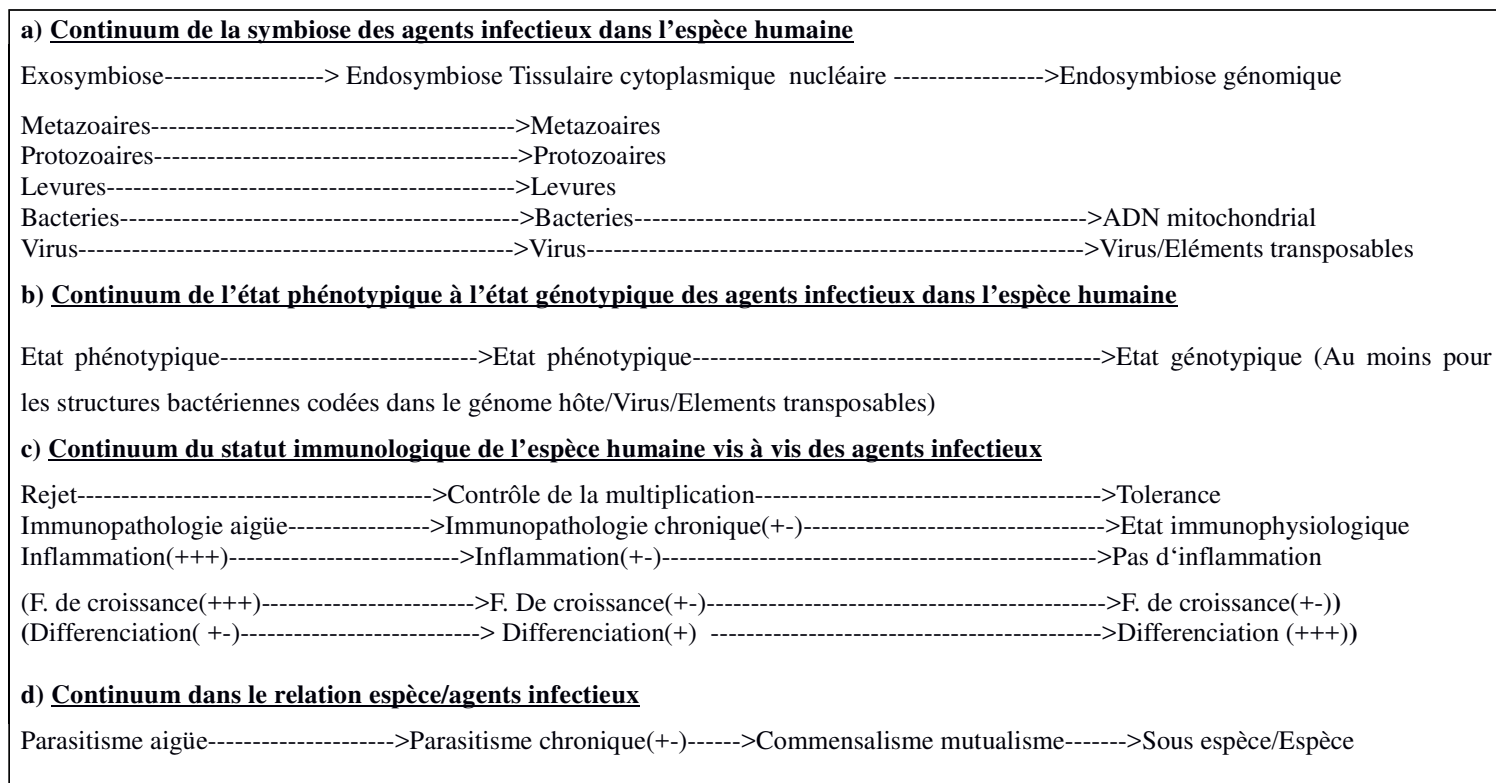 a) Continuum de la symbiose des agents infectieux dans l'espèce humaine
Exosymbiose------------------> Endosymbiose Tissulaire cytoplasmique nucléaire ----------------->Endosymbiose génomique
Metazoaires----------------------------------------->Metazoaires
Protozoaires----------------------------------------->Protozoaires
Levures---------------------------------------------->Levures
Bacteries--------------------------------------------->Bacteries--------------------------------------------------->ADN mitochondrial
Virus------------------------------------------------->Virus-------------------------------------------------------->Virus/Eléments transposables
b) Continuum de l'état phénotypique à l'état génotypique des agents infectieux dans l'espèce humaine
Etat phénotypique----------------------------->Etat phénotypique---------------------------------------------->Etat génotypique (Au moins pour
les structures bactériennes codées dans le génome hôte/Virus/Elements transposables)
c) Continuum du statut immunologique de l'espèce humaine vis à vis des agents infectieux
Rejet---------------------------------------->Contrôle de la multiplication--------------------------------------->Tolerance
Immunopathologie aigüe---------------->Immunopathologie chronique(+-)---------------------------------->Etat immunophysiologique
Inflammation(+++)-------------------------->Inflammation(+-)------------------------------------------------->Pas d‘inflammation
(F. de croissance(+++)------------------------>F. De croissance(+-)--------------------------------------------->F. de croissance(+-))
(Differenciation( +-)---------------------------> Differenciation(+) -------------------------------------------->Differenciation (+++))
d) Continuum dans le relation espèce/agents infectieux
Parasitisme aigüe--------------------->Parasitisme chronique(+-)------>Commensalisme mutualisme------->Sous espèce/Espèce